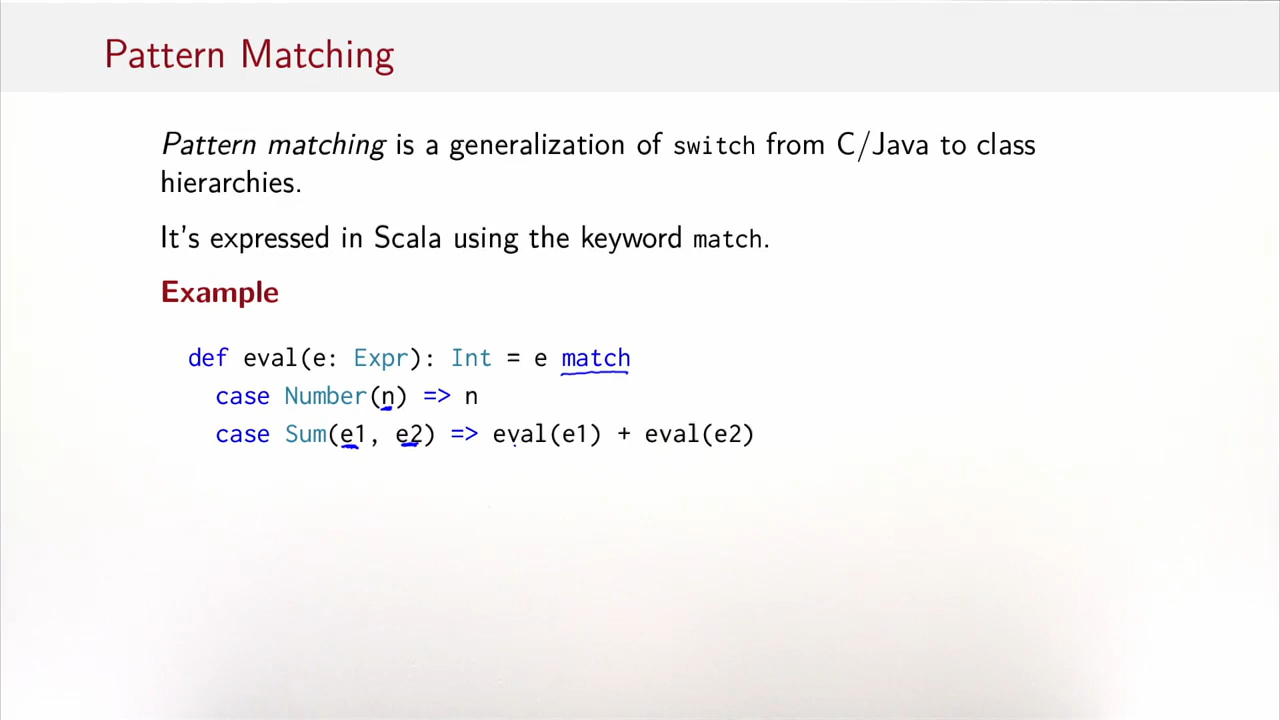 Pattern Matching
Pattern matching is a generalization of switch from C/Java to class
hierarchies.
It's expressed in Scala using the keyword match.
Example
def eval(e: Expr): Int = e match
  case Number(n) => n
  case Sum(e1, e2) => eval(e1) + eval(e2)